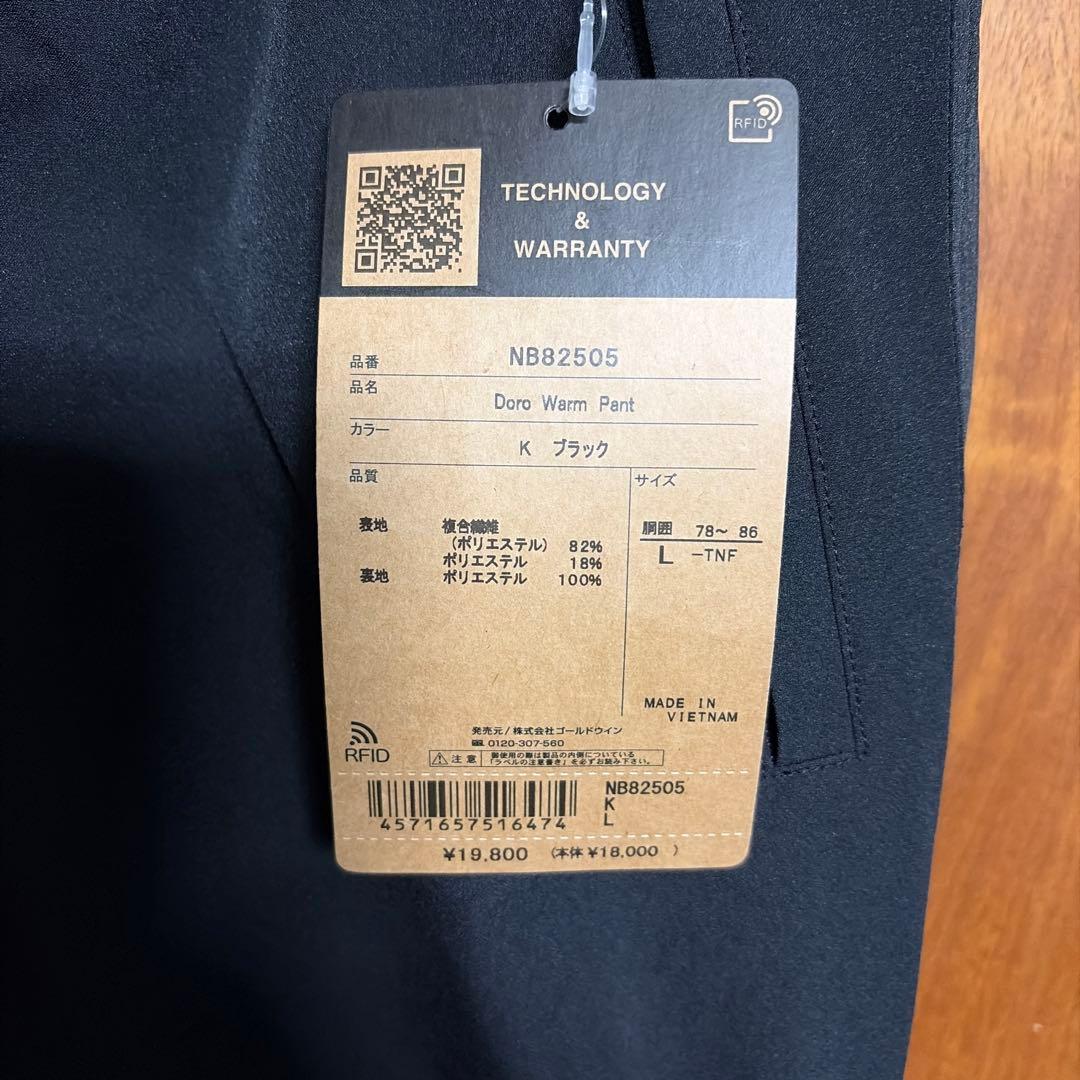 RFID
TECHNOLOGY
&
WARRANTY
品番 NB82505
品名 Doro Warm Pant
カラー K ブラック
品質
表地 複合繊維
(ポリエステル) 82%
ポリエステル 18%
裏地 ポリエステル 100%
サイズ
胴囲 78〜 86
L -TNF
MADE IN
VIETNAM
RFID
発売元/株式会社ゴールドウイン
0120-307-560
注意 御使用の際は製品の内側についている
「ラベルの注意書き」を必ずお読み下さい。
4571657516474
NB82505
K
L
¥19,800 (本体 ¥18,000 )